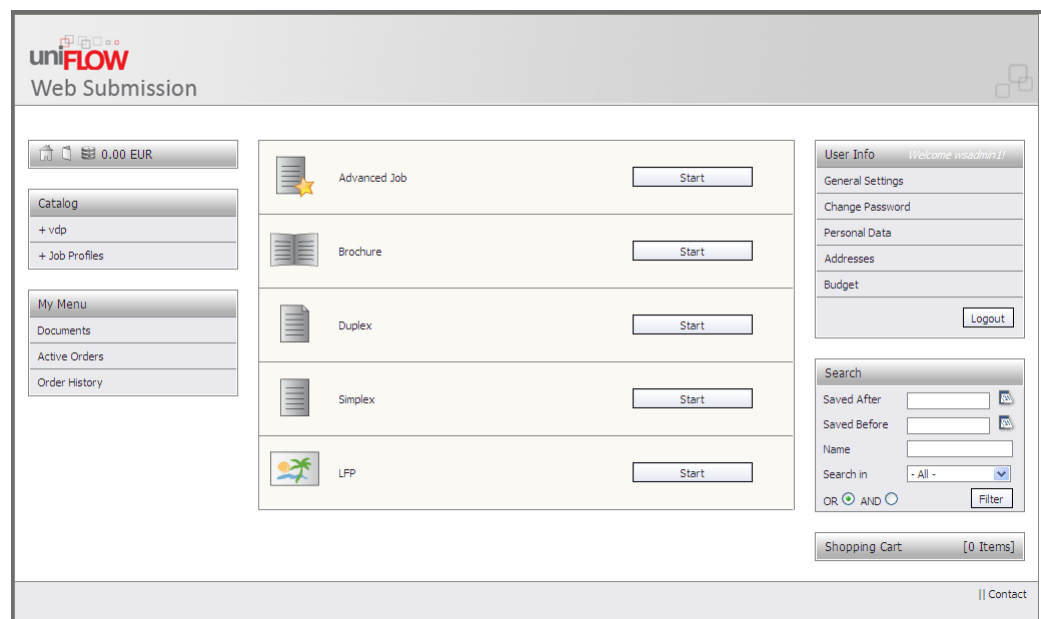 uniFLOW
Web Submission
0.00 EUR
Catalog
+ vdp
+ Job Profiles
My Menu
Documents
Active Orders
Order History
Advanced Job Start
Brochure Start
Duplex Start
Simplex Start
LFP Start
User Info Welcome wsadmin1!
General Settings
Change Password
Personal Data
Addresses
Budget
Logout
Search
Saved After
Saved Before
Name
Search in - All -
OR AND Filter
Shopping Cart [0 Items]
|| Contact